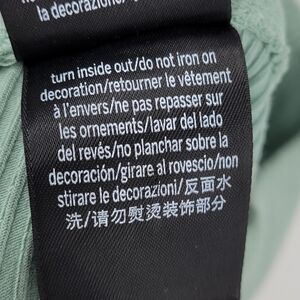 la decorazione/
turn inside out/do not iron on
decoration/retourner le vêtement
à l'envers/ne pas repasser sur
les ornements/lavar del lado
del revés/no planchar sobre la
decoración/girare al rovescio/non
stirare le decorazioni/反面水
洗/请勿熨烫装饰部分